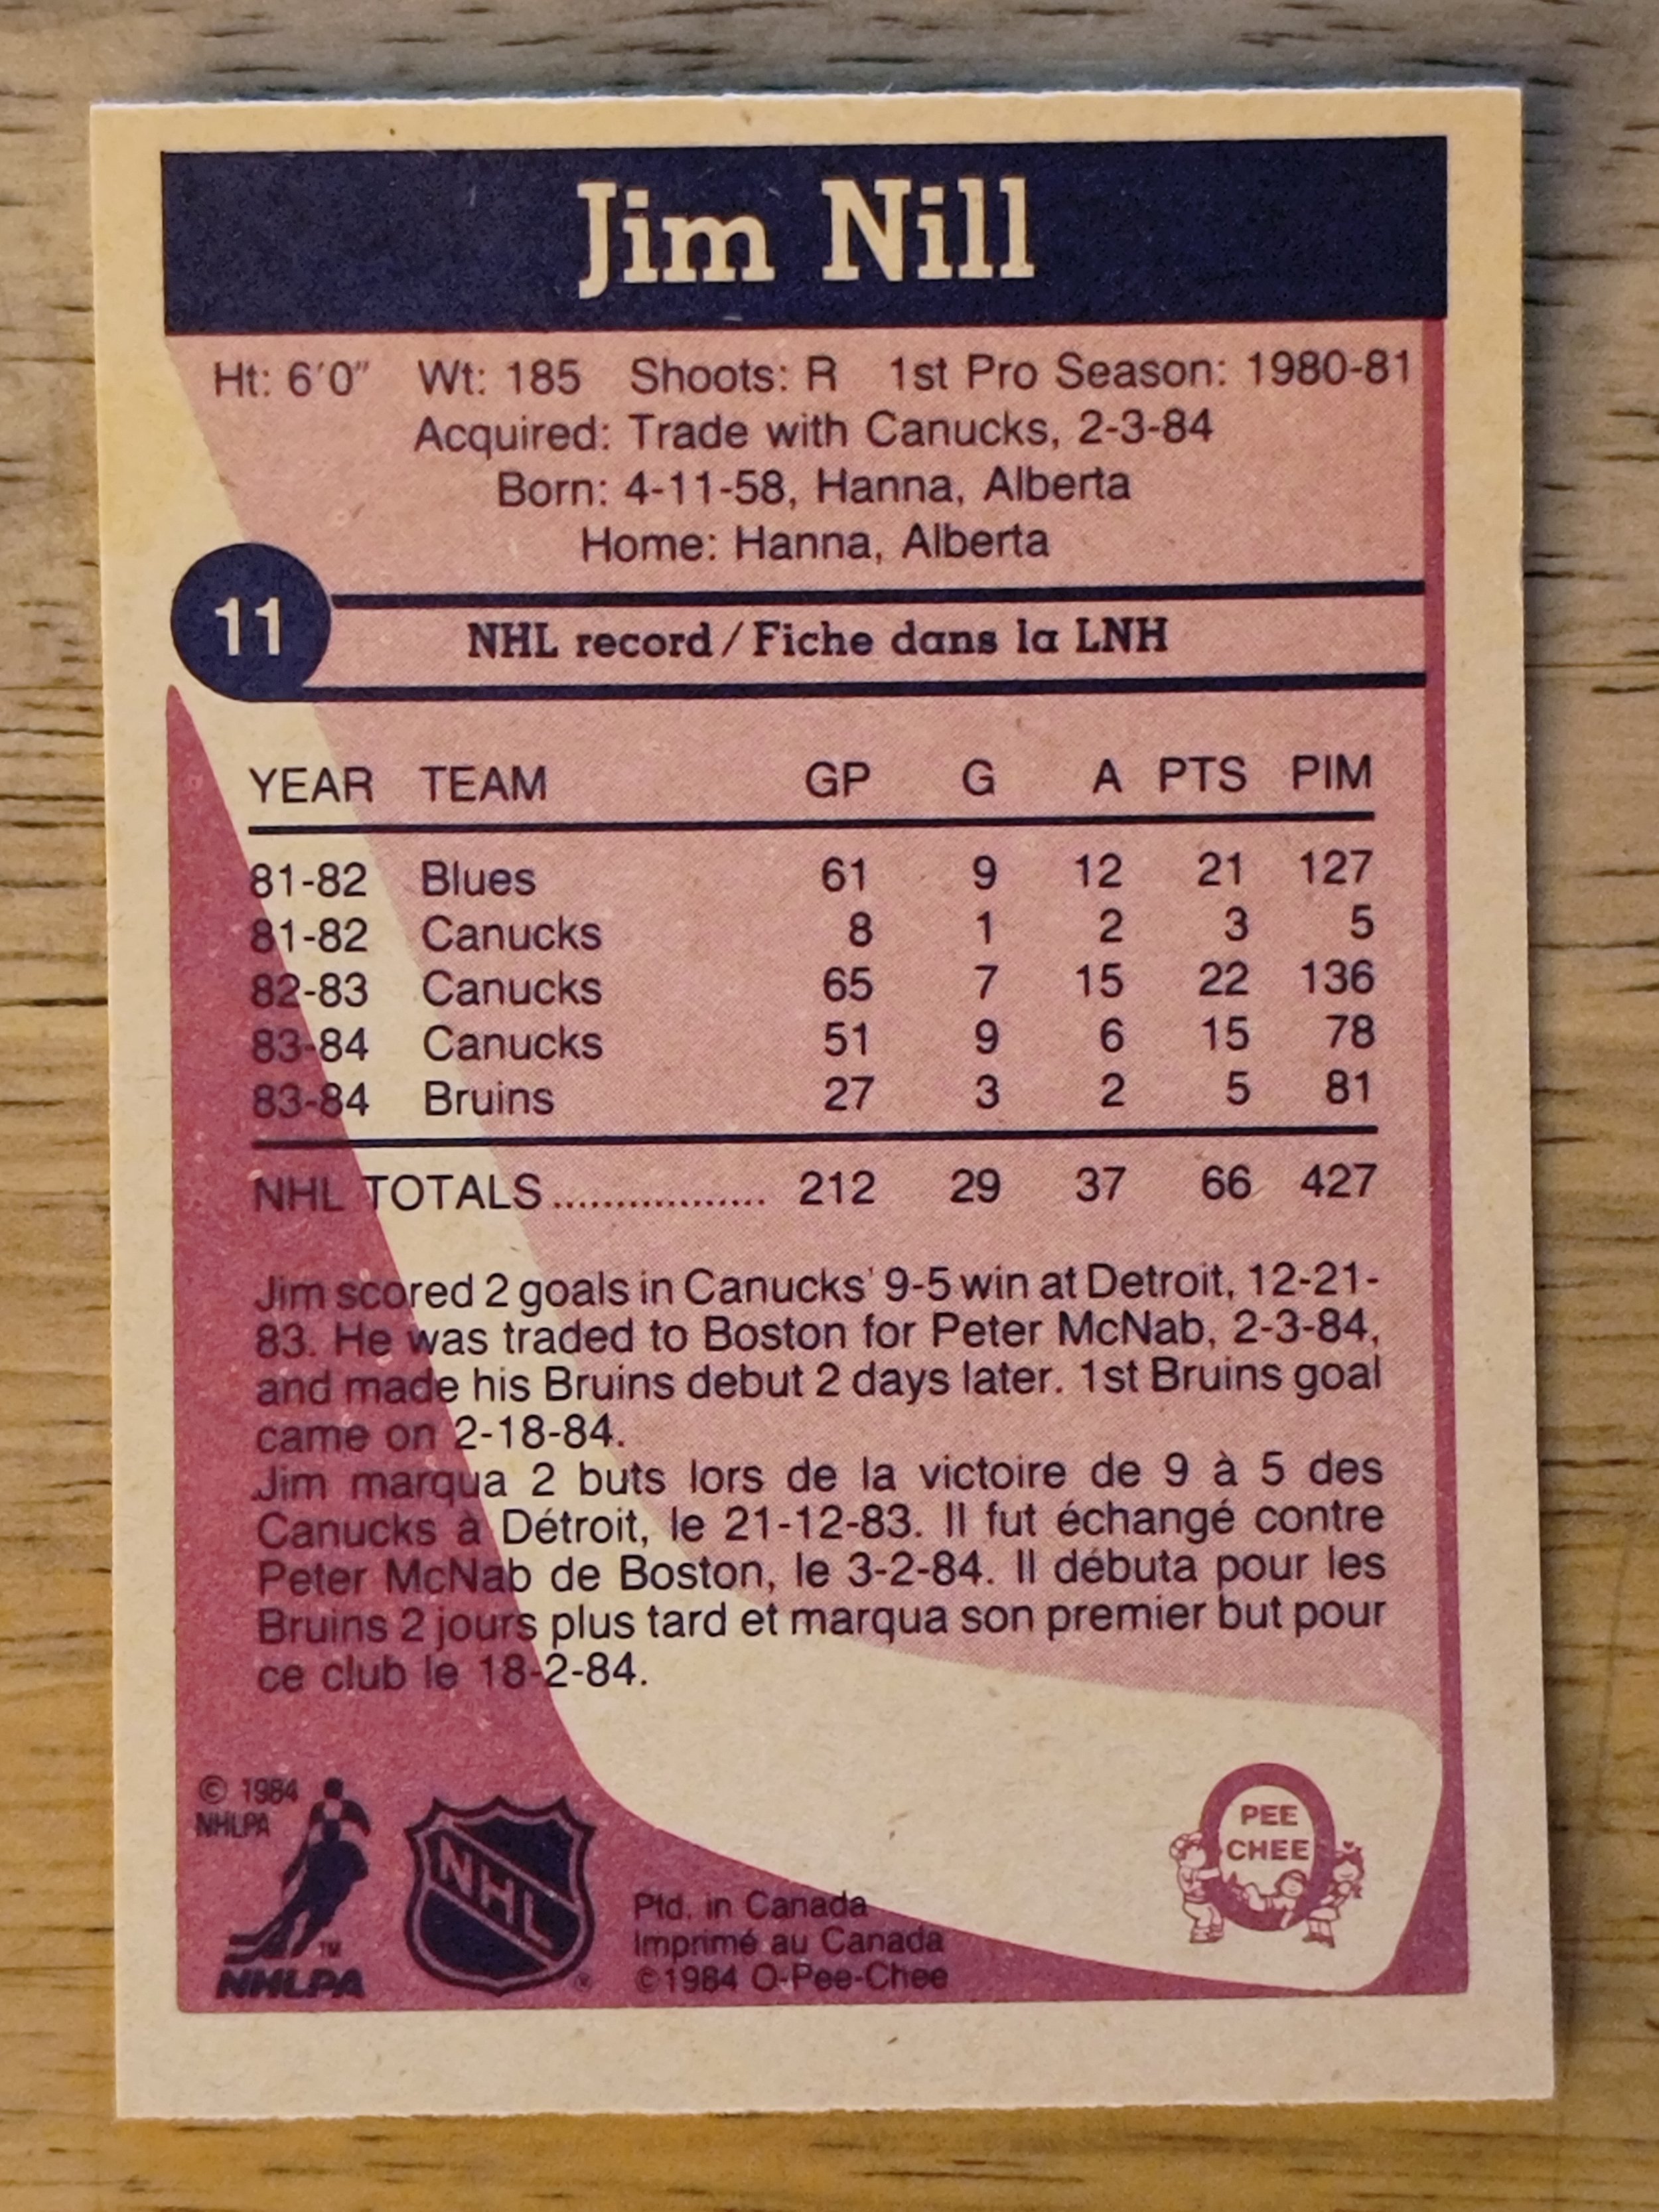 Jim Nill
Ht: 6'0" Wt: 185 Shoots: R 1st Pro Season: 1980-81
Acquired: Trade with Canucks, 2-3-84
Born: 4-11-58, Hanna, Alberta
Home: Hanna, Alberta
11
NHL record / Fiche dans la LNH
YEAR TEAM GP G A PTS PIM
81-82 Blues 61 9 12 21 127
81-82 Canucks 8 1 2 3 5
82-83 Canucks 65 7 15 22 136
83-84 Canucks 51 9 6 15 78
83-84 Bruins 27 3 2 5 81
NHL TOTALS ................. 212 29 37 66 427
Jim scored 2 goals in Canucks' 9-5 win at Detroit, 12-21-
83. He was traded to Boston for Peter McNab, 2-3-84,
and made his Bruins debut 2 days later. 1st Bruins goal
came on 2-18-84.
Jim marqua 2 buts lors de la victoire de 9 à 5 des
Canucks à Détroit, le 21-12-83. Il fut échangé contre
Peter McNab de Boston, le 3-2-84. Il débuta pour les
Bruins 2 jours plus tard et marqua son premier but pour
ce club le 18-2-84.
© 1984
NHLPA
TM
NHLPA
NHL
®
Ptd. in Canada
Imprimé au Canada
©1984 O-Pee-Chee
PEE
CHEE